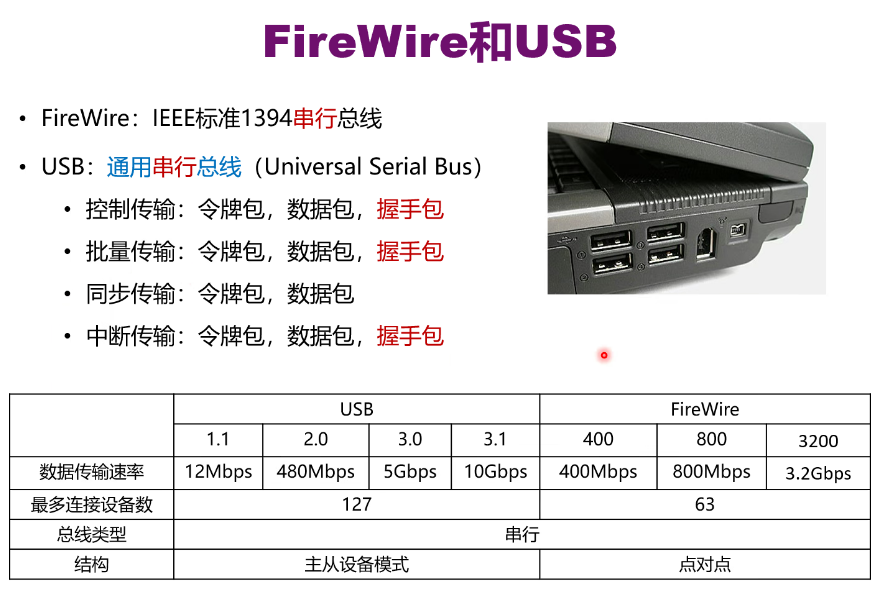 FireWire和USB
• FireWire：IEEE标准1394串行总线
• USB：通用串行总线（Universal Serial Bus）
• 控制传输：令牌包，数据包，握手包
• 批量传输：令牌包，数据包，握手包
• 同步传输：令牌包，数据包
• 中断传输：令牌包，数据包，握手包
USB FireWire
1.1 2.0 3.0 3.1 400 800 3200
数据传输速率 12Mbps 480Mbps 5Gbps 10Gbps 400Mbps 800Mbps 3.2Gbps
最多连接设备数 127 63
总线类型 串行
结构 主从设备模式 点对点